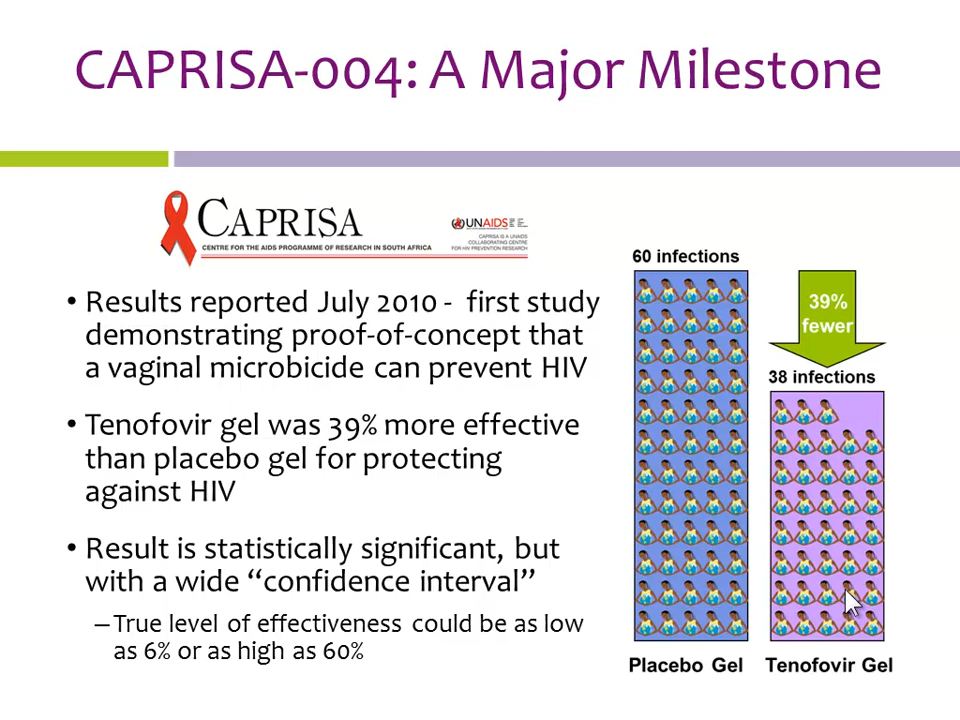 CAPRISA-004: A Major Milestone
CAPRISA
CENTRE FOR THE AIDS PROGRAMME OF RESEARCH IN SOUTH AFRICA
UNAIDS
CAPRISA IS A UNAIDS
COLLABORATING CENTRE
FOR HIV PREVENTION RESEARCH
• Results reported July 2010 - first study
demonstrating proof-of-concept that
a vaginal microbicide can prevent HIV
• Tenofovir gel was 39% more effective
than placebo gel for protecting
against HIV
• Result is statistically significant, but
with a wide “confidence interval”
– True level of effectiveness could be as low
as 6% or as high as 60%
60 infections
39%
fewer
38 infections
Placebo Gel
Tenofovir Gel